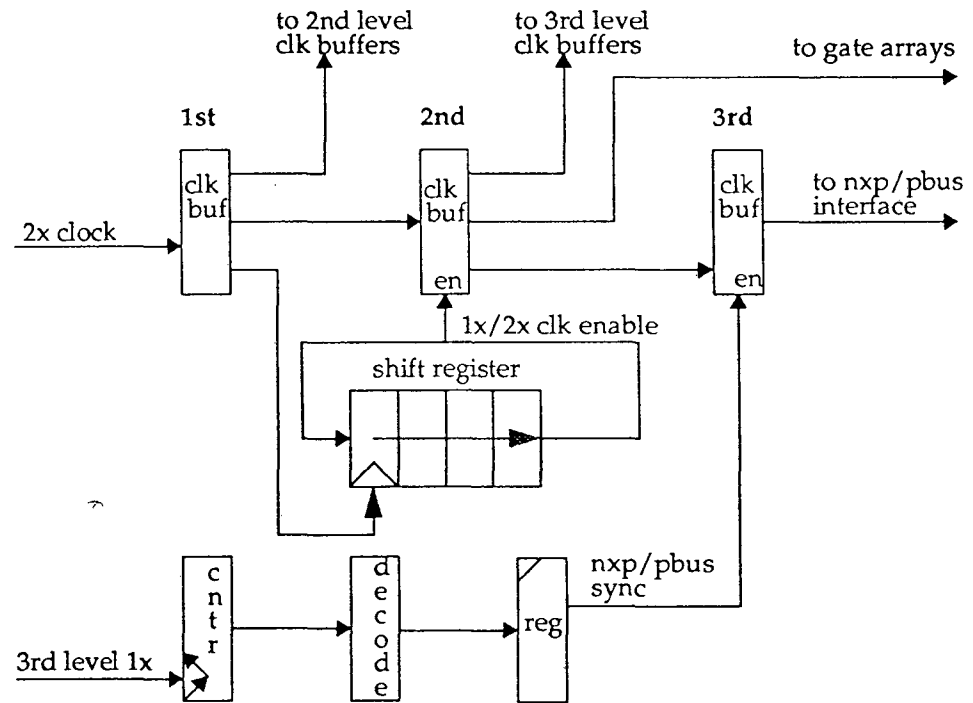 to 2nd level
clk buffers
to 3rd level
clk buffers
to gate arrays
1st
2nd
3rd
clk
buf
clk
buf
en
clk
buf
en
to nxp/pbus
interface
2x clock
1x/2x clk enable
shift register
cntr
decode
reg
nxp/pbus
sync
3rd level 1x